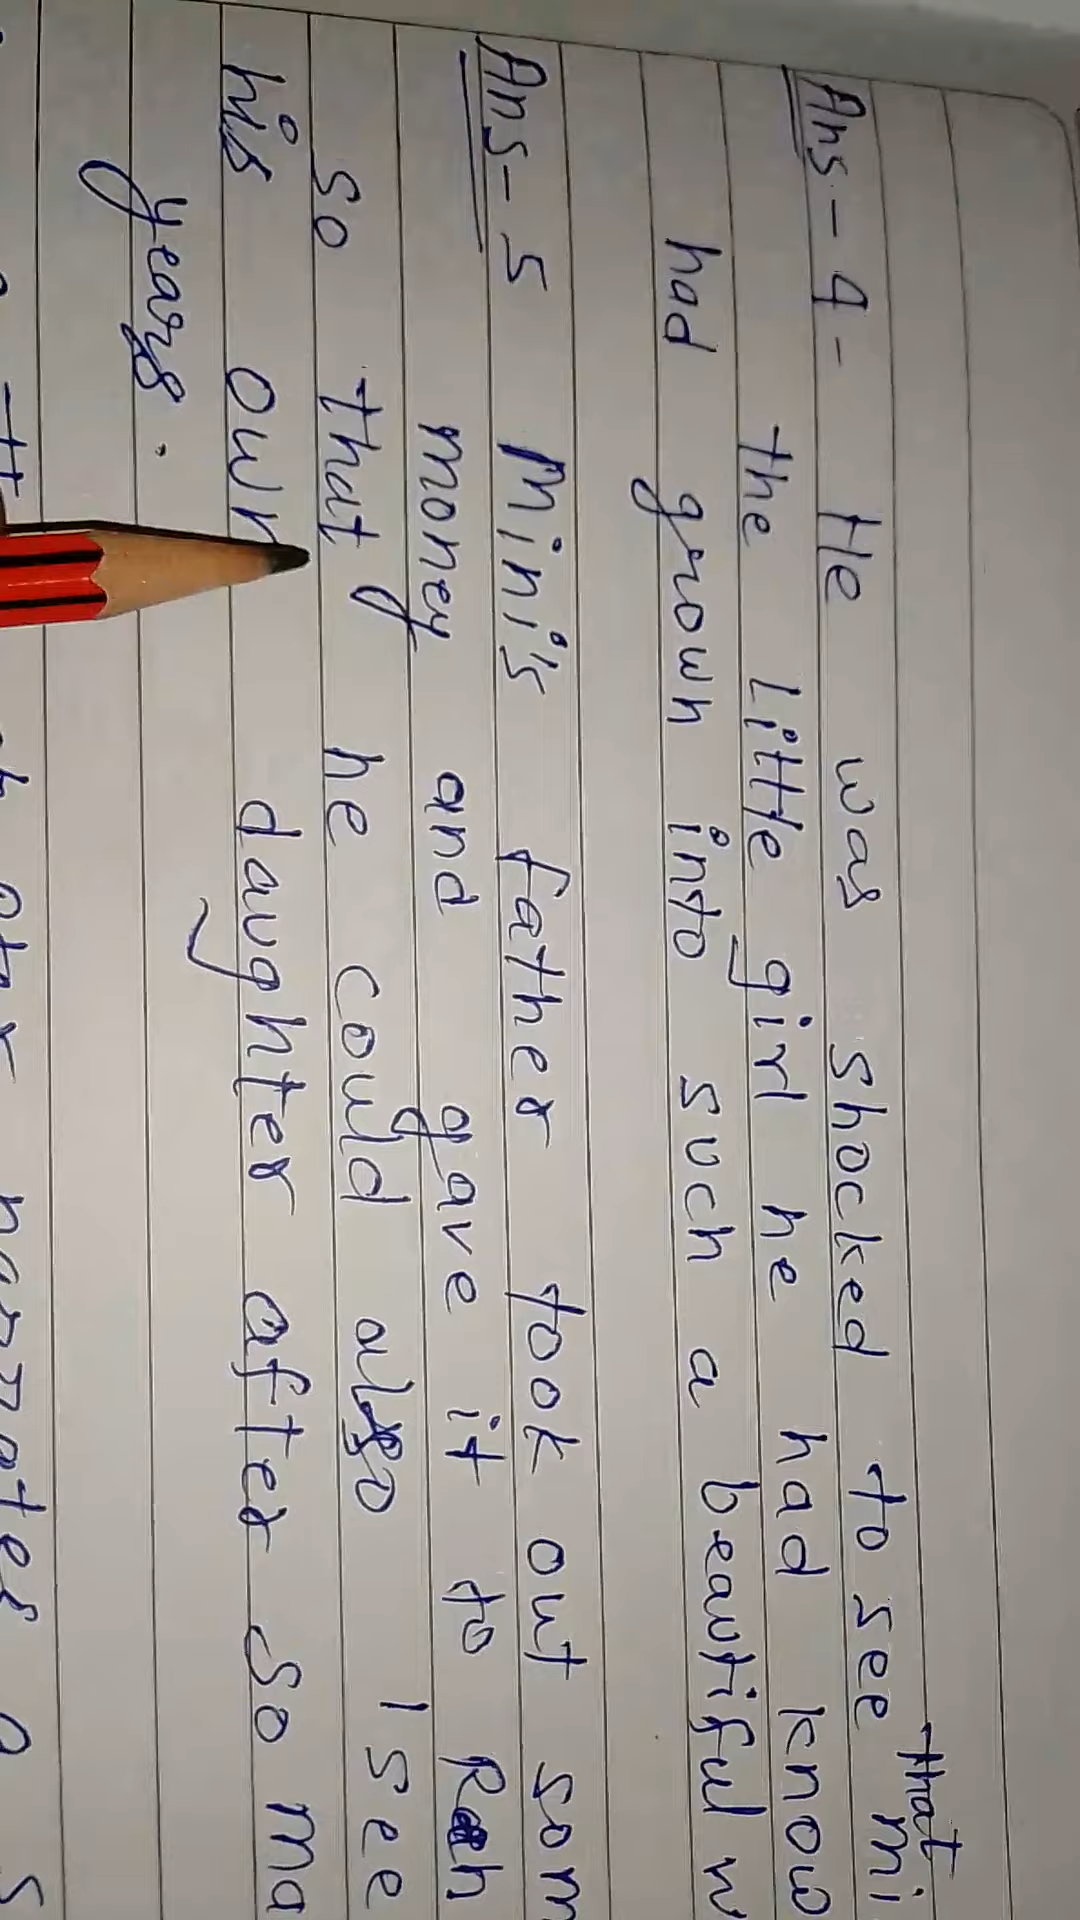 that
Ans-4- He was shocked to see mi
the little girl he had know
had grown into such a beautiful w
Ans-5 Mini's father took out som
money and gave it to Rah
so that he could also see
his own daughter after so ma
years.